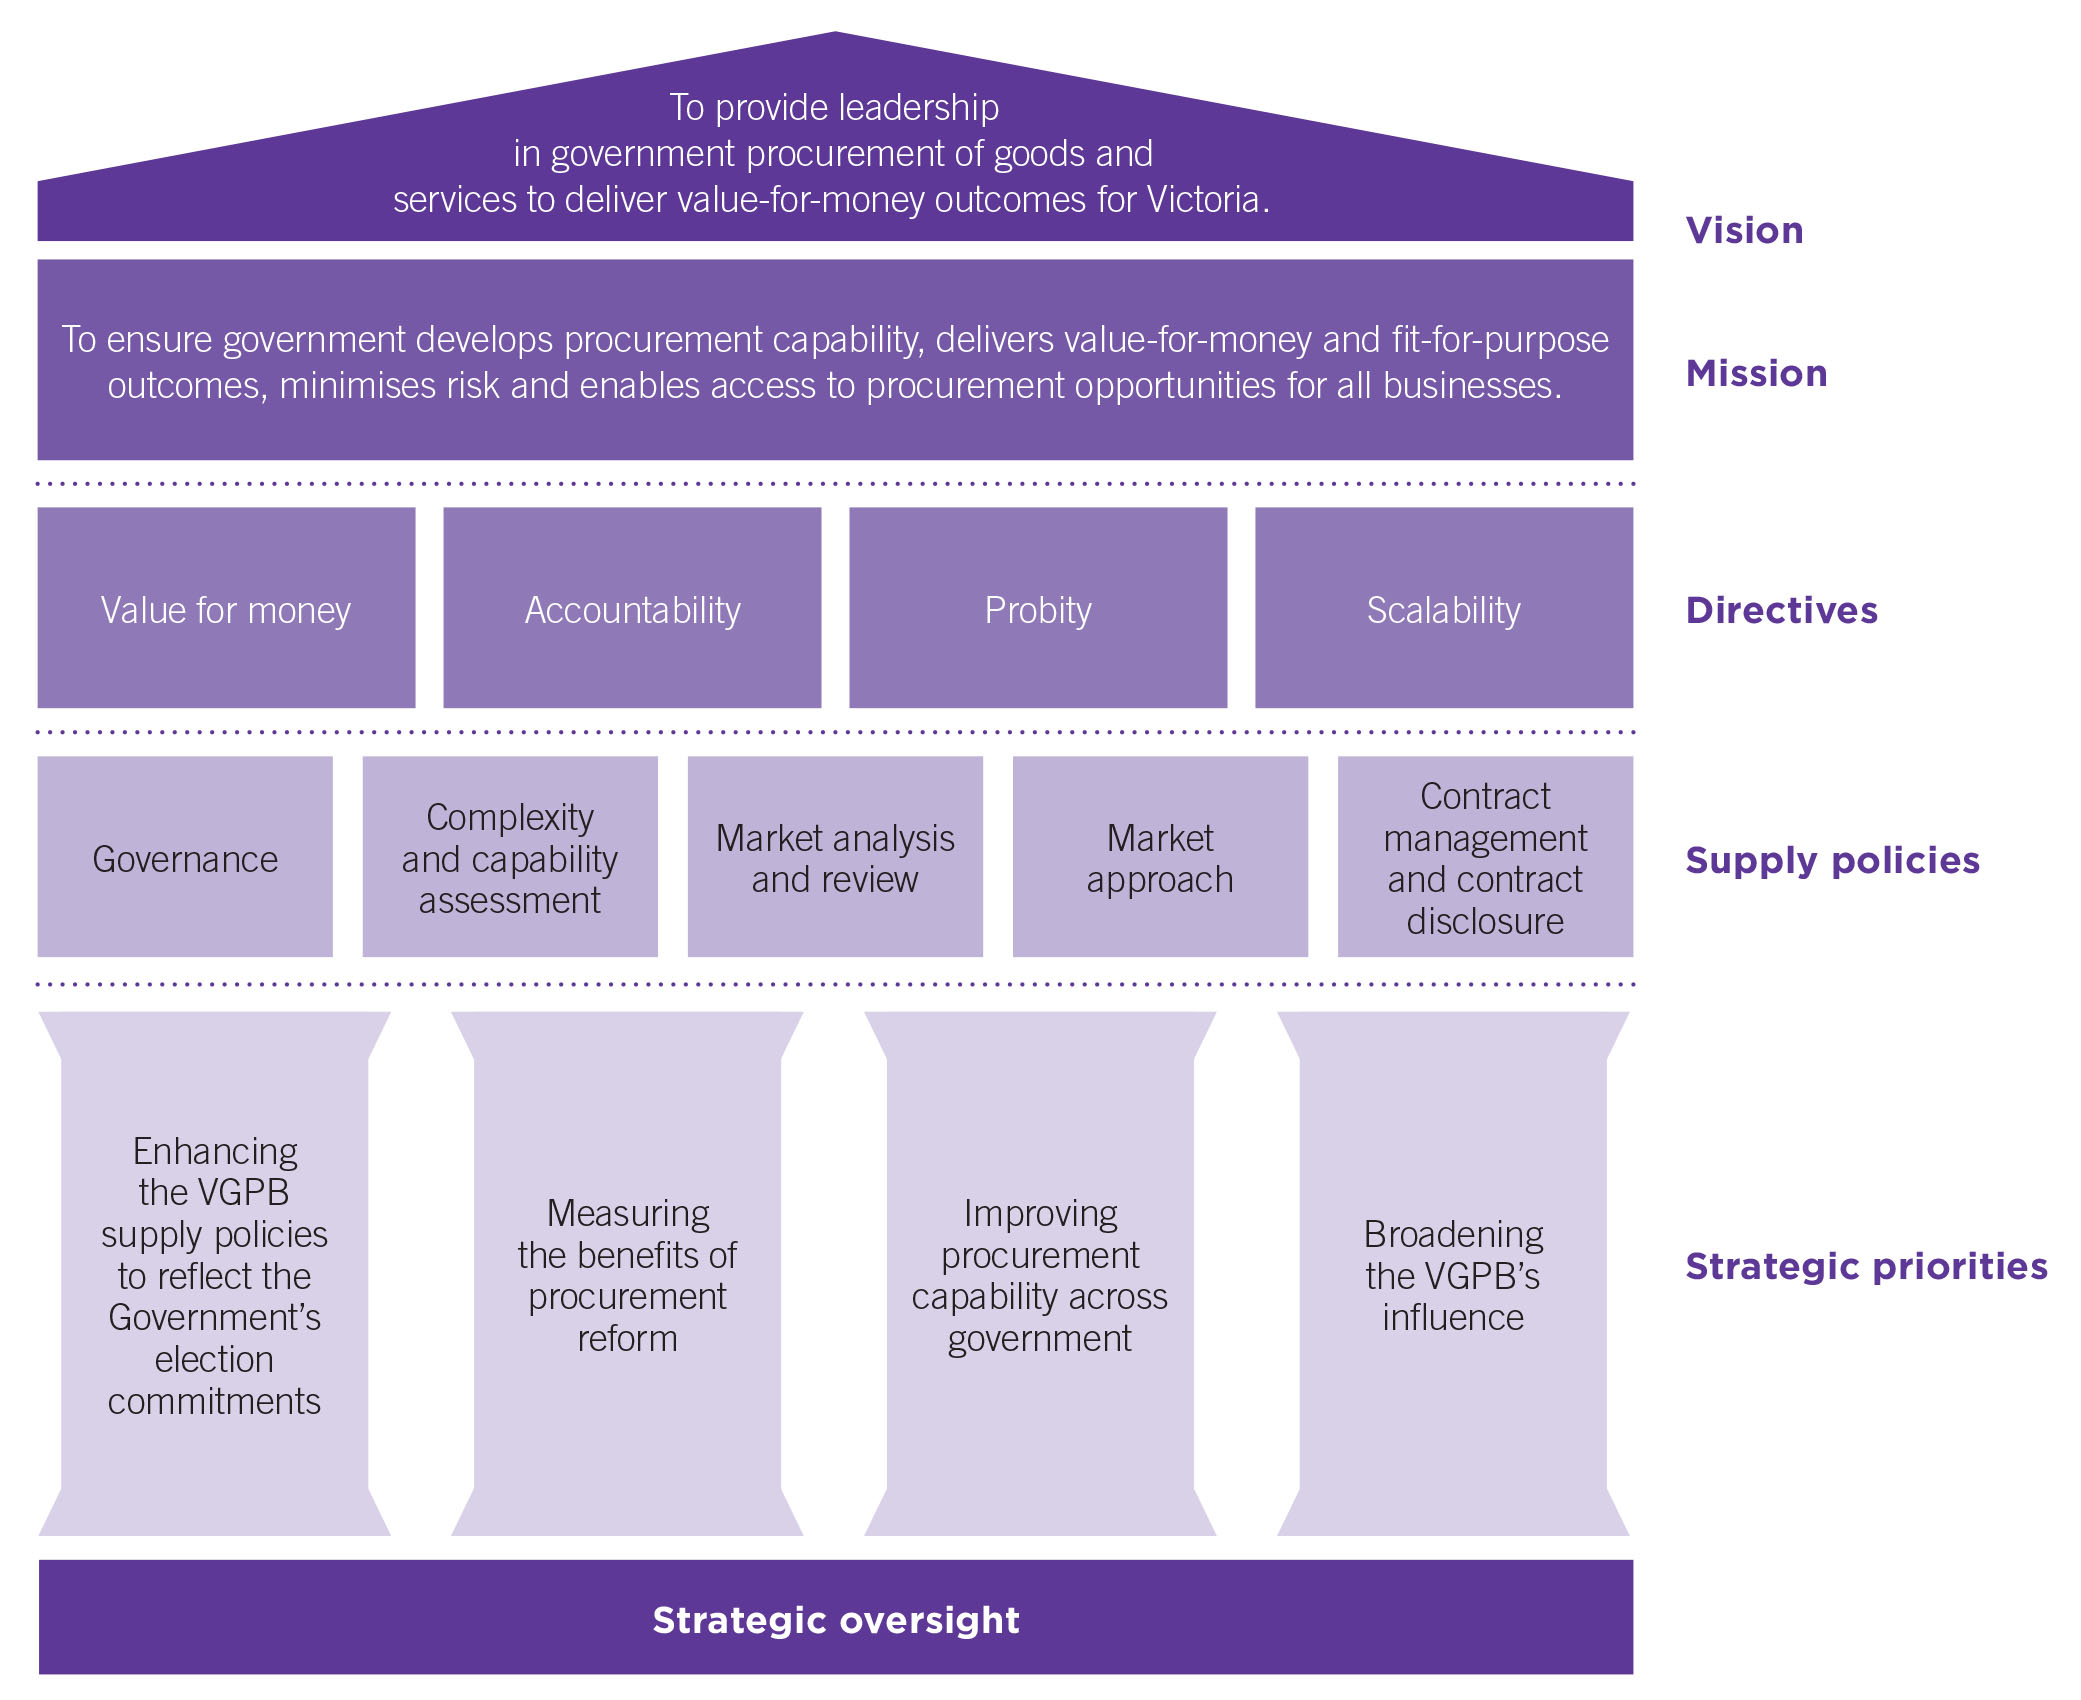 To provide leadership
in government procurement of goods and
services to deliver value-for-money outcomes for Victoria.
Vision
To ensure government develops procurement capability, delivers value-for-money and fit-for-purpose
outcomes, minimises risk and enables access to procurement opportunities for all businesses.
Mission
Value for money
Accountability
Probity
Scalability
Directives
Governance
Complexity
and capability
assessment
Market analysis
and review
Market
approach
Contract
management
and contract
disclosure
Supply policies
Enhancing
the VGPB
supply policies
to reflect the
Government’s
election
commitments
Measuring
the benefits of
procurement
reform
Improving
procurement
capability across
government
Broadening
the VGPB’s
influence
Strategic priorities
Strategic oversight